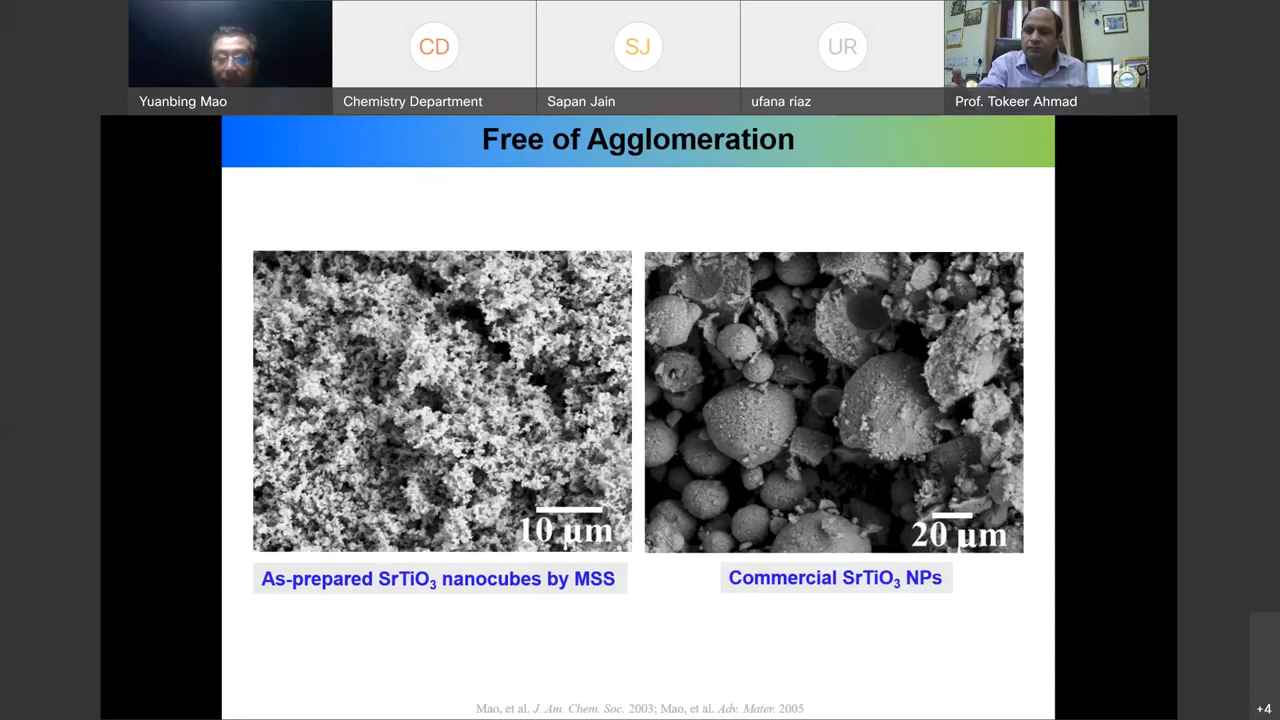 CD
SJ
UR
Yuanbing Mao
Chemistry Department
Sapan Jain
ufana riaz
Prof. Tokeer Ahmad
Free of Agglomeration
10 µm
20 µm
As-prepared SrTiO₃ nanocubes by MSS
Commercial SrTiO₃ NPs
Mao, et al. J. Am. Chem. Soc. 2003; Mao, et al. Adv. Mater. 2005
+4